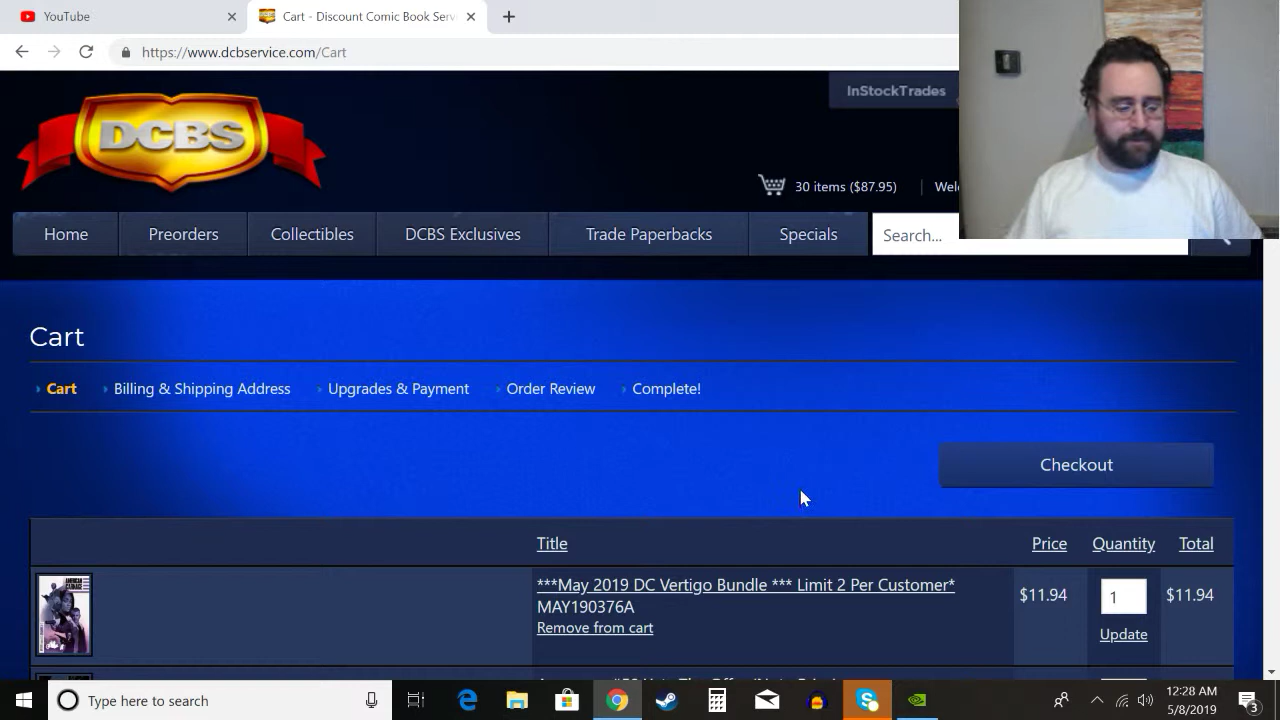 YouTube
Cart - Discount Comic Book Serv
https://www.dcbservice.com/Cart
InStockTrades
DCBS
30 items ($87.95)
Home
Preorders
Collectibles
DCBS Exclusives
Trade Paperbacks
Specials
Search...
Cart
Cart
Billing & Shipping Address
Upgrades & Payment
Order Review
Complete!
Checkout
Title
Price
Quantity
Total
***May 2019 DC Vertigo Bundle *** Limit 2 Per Customer*
$11.94
1
$11.94
MAY190376A
Remove from cart
Update
Type here to search
12:28 AM
5/8/2019
3